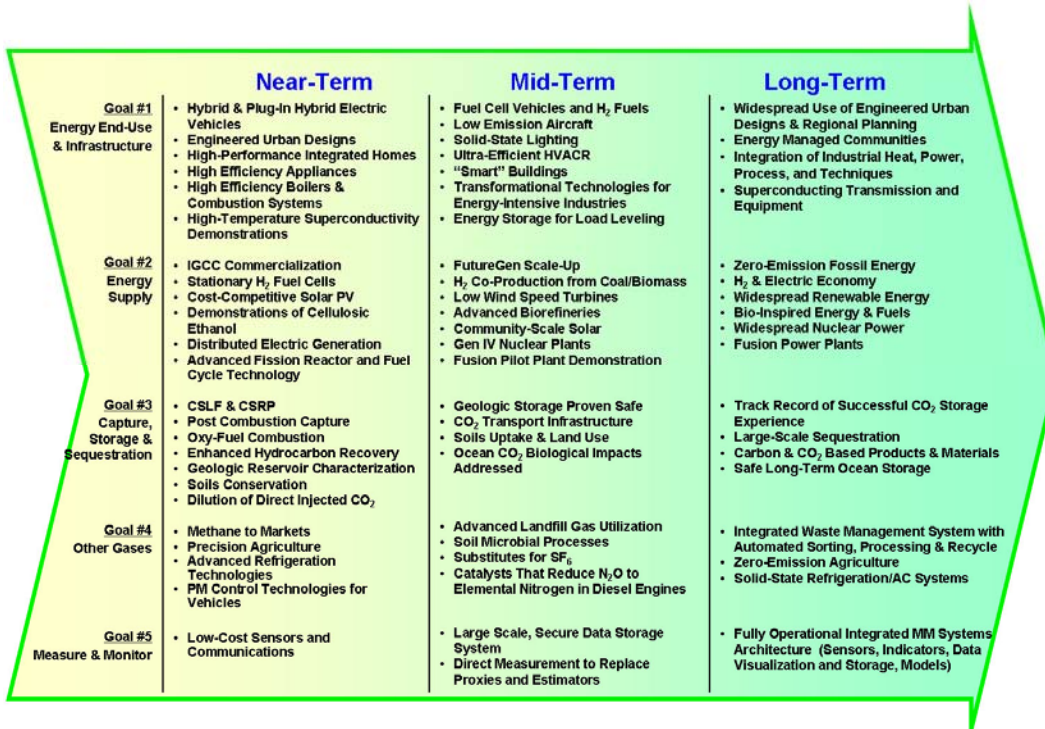 Near-Term
Mid-Term
Long-Term
Goal #1
Energy End-Use
& Infrastructure
• Hybrid & Plug-In Hybrid Electric
Vehicles
• Engineered Urban Designs
• High-Performance Integrated Homes
• High Efficiency Appliances
• High Efficiency Boilers &
Combustion Systems
• High-Temperature Superconductivity
Demonstrations
• Fuel Cell Vehicles and H₂ Fuels
• Low Emission Aircraft
• Solid-State Lighting
• Ultra-Efficient HVACR
• “Smart” Buildings
• Transformational Technologies for
Energy-Intensive Industries
• Energy Storage for Load Leveling
• Widespread Use of Engineered Urban
Designs & Regional Planning
• Energy Managed Communities
• Integration of Industrial Heat, Power,
Process, and Techniques
• Superconducting Transmission and
Equipment
Goal #2
Energy
Supply
• IGCC Commercialization
• Stationary H₂ Fuel Cells
• Cost-Competitive Solar PV
• Demonstrations of Cellulosic
Ethanol
• Distributed Electric Generation
• Advanced Fission Reactor and Fuel
Cycle Technology
• FutureGen Scale-Up
• H₂ Co-Production from Coal/Biomass
• Low Wind Speed Turbines
• Advanced Biorefineries
• Community-Scale Solar
• Gen IV Nuclear Plants
• Fusion Pilot Plant Demonstration
• Zero-Emission Fossil Energy
• H₂ & Electric Economy
• Widespread Renewable Energy
• Bio-Inspired Energy & Fuels
• Widespread Nuclear Power
• Fusion Power Plants
Goal #3
Capture,
Storage &
Sequestration
• CSLF & CSRP
• Post Combustion Capture
• Oxy-Fuel Combustion
• Enhanced Hydrocarbon Recovery
• Geologic Reservoir Characterization
• Soils Conservation
• Dilution of Direct Injected CO₂
• Geologic Storage Proven Safe
• CO₂ Transport Infrastructure
• Soils Uptake & Land Use
• Ocean CO₂ Biological Impacts
Addressed
• Track Record of Successful CO₂ Storage
Experience
• Large-Scale Sequestration
• Carbon & CO₂ Based Products & Materials
• Safe Long-Term Ocean Storage
Goal #4
Other Gases
• Methane to Markets
• Precision Agriculture
• Advanced Refrigeration
Technologies
• PM Control Technologies for
Vehicles
• Advanced Landfill Gas Utilization
• Soil Microbial Processes
• Substitutes for SF₆
• Catalysts That Reduce N₂O to
Elemental Nitrogen in Diesel Engines
• Integrated Waste Management System with
Automated Sorting, Processing & Recycle
• Zero-Emission Agriculture
• Solid-State Refrigeration/AC Systems
Goal #5
Measure & Monitor
• Low-Cost Sensors and
Communications
• Large Scale, Secure Data Storage
System
• Direct Measurement to Replace
Proxies and Estimators
• Fully Operational Integrated MM Systems
Architecture (Sensors, Indicators, Data
Visualization and Storage, Models)